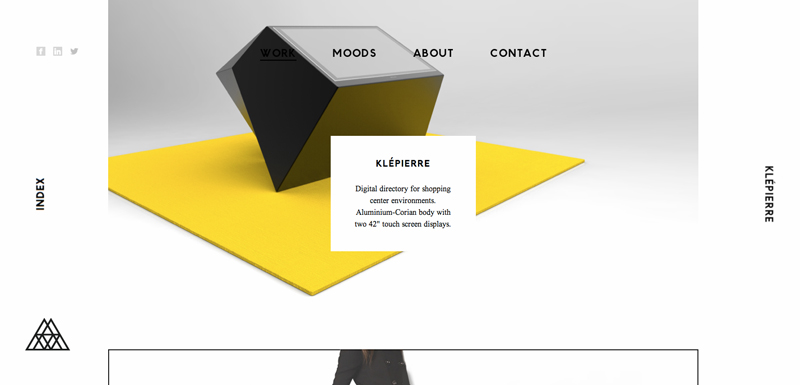 WORK MOODS ABOUT CONTACT
KLÉPIERRE
Digital directory for shopping
center environments.
Aluminium-Corian body with
two 42" touch screen displays.
INDEX
KLÉPIERRE